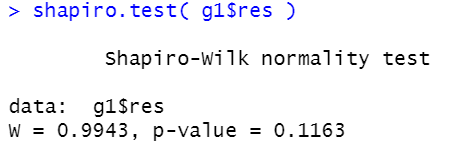 > shapiro.test( g1$res )
Shapiro-Wilk normality test
data:  g1$res
W = 0.9943, p-value = 0.1163